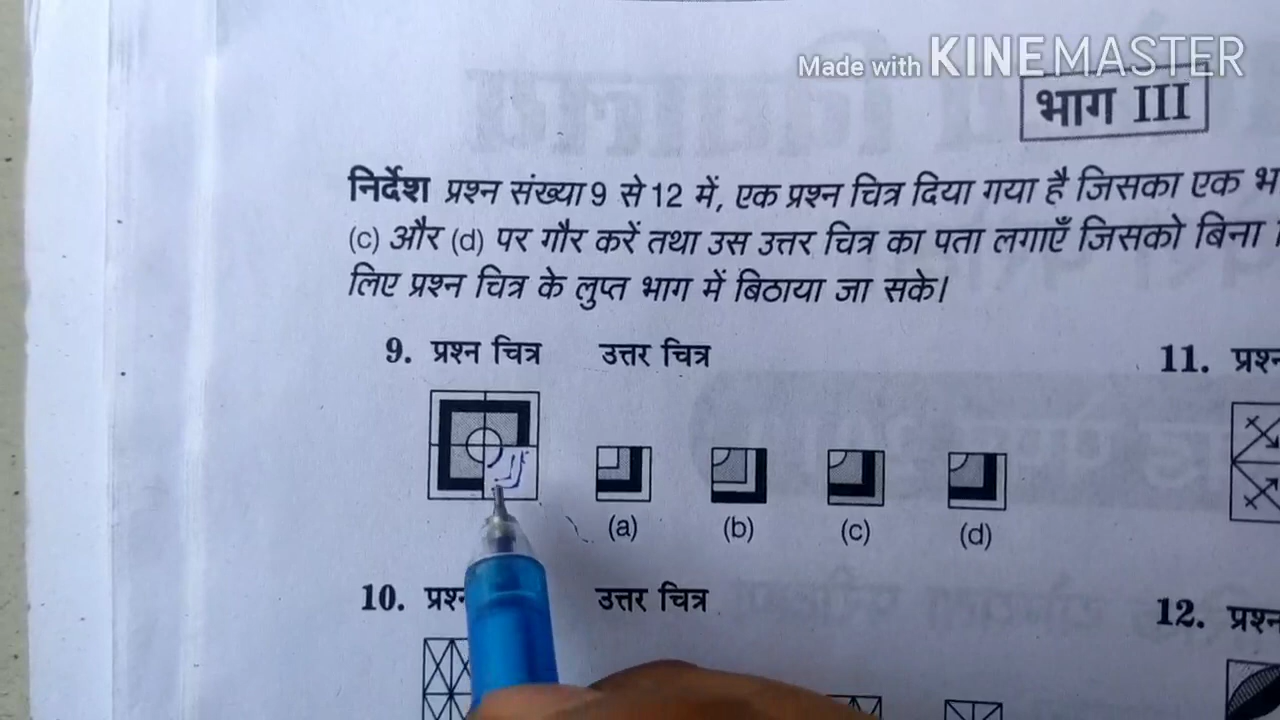 Made with KINEMASTER
भाग III
निर्देश प्रश्न संख्या 9 से 12 में, एक प्रश्न चित्र दिया गया है जिसका एक
(c) और (d) पर गौर करें तथा उस उत्तर चित्र का पता लगाएँ जिसको बिना
लिए प्रश्न चित्र के लुप्त भाग में बिठाया जा सके।
9. प्रश्न चित्र उत्तर चित्र
11.
(a) (b) (c) (d)
10. उत्तर चित्र
12.